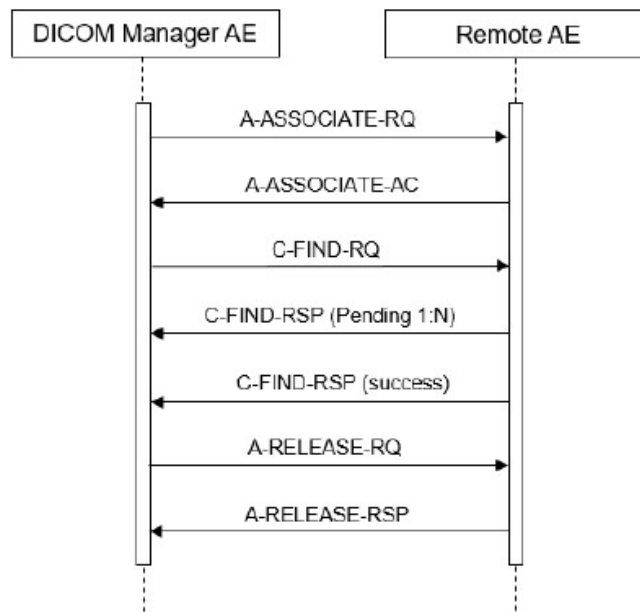 DICOM Manager AE
Remote AE
A-ASSOCIATE-RQ
A-ASSOCIATE-AC
C-FIND-RQ
C-FIND-RSP (Pending 1:N)
C-FIND-RSP (success)
A-RELEASE-RQ
A-RELEASE-RSP